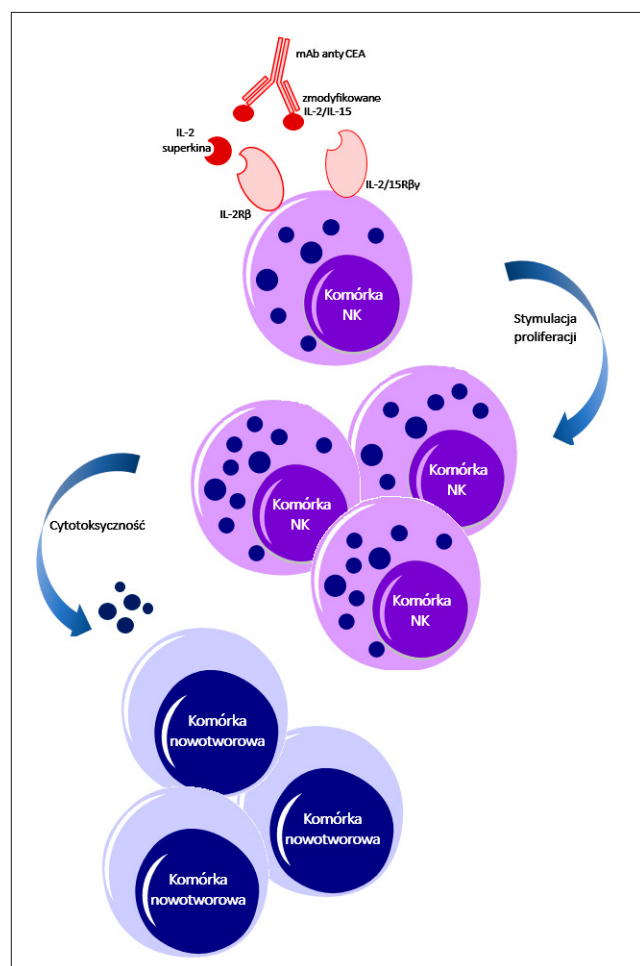 mAb anty CEA
zmodyfikowane
IL-2/IL-15
IL-2
superkina
IL-2Rβ
IL-2/15Rβγ
Komórka
NK
Stymulacja
proliferacji
Komórka
NK
Komórka
NK
Komórka
NK
Cytotoksyczność
Komórka
nowotworowa
Komórka
nowotworowa
Komórka
nowotworowa